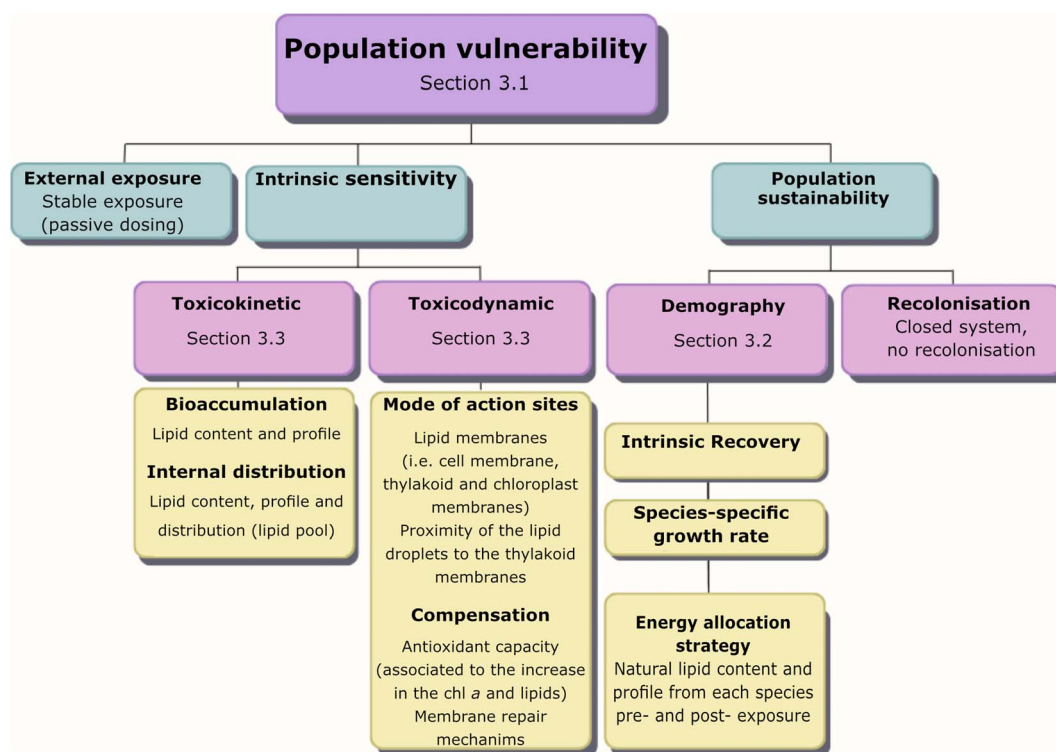 Population vulnerability
Section 3.1
External exposure
Stable exposure
(passive dosing)
Intrinsic sensitivity
Population
sustainability
Toxicokinetic
Section 3.3
Toxicodynamic
Section 3.3
Demography
Section 3.2
Recolonisation
Closed system,
no recolonisation
Bioaccumulation
Lipid content and profile
Internal distribution
Lipid content, profile and
distribution (lipid pool)
Mode of action sites
Lipid membranes
(i.e. cell membrane,
thylakoid and chloroplast
membranes)
Proximity of the lipid
droplets to the thylakoid
membranes
Compensation
Antioxidant capacity
(associated to the increase
in the chl a and lipids)
Membrane repair
mechanims
Intrinsic Recovery
Species-specific
growth rate
Energy allocation
strategy
Natural lipid content and
profile from each species
pre- and post- exposure